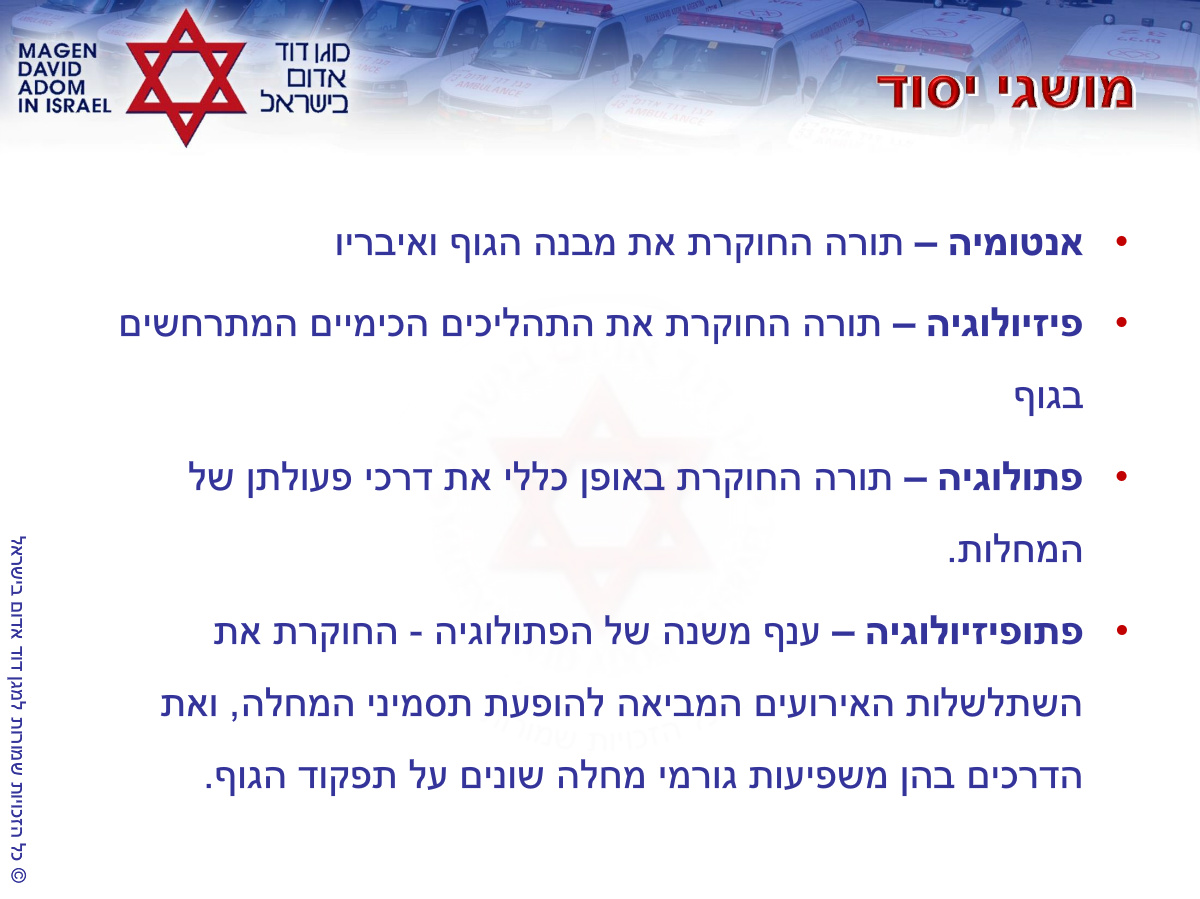 MAGEN
DAVID
ADOM
IN ISRAEL
מגן דוד
אדום
בישראל
מושגי יסוד
• אנטומיה – תורה החוקרת את מבנה הגוף ואיבריו
• פיזיולוגיה – תורה החוקרת את התהליכים הכימיים המתרחשים
בגוף
• פתולוגיה – תורה החוקרת באופן כללי את דרכי פעולתן של
המחלות.
• פתופיזיולוגיה – ענף משנה של הפתולוגיה - החוקרת את
השתלשלות האירועים המביאה להופעת תסמיני המחלה, ואת
הדרכים בהן משפיעות גורמי מחלה שונים על תפקוד הגוף.
© כל הזכויות שמורות למגן דוד אדום בישראל